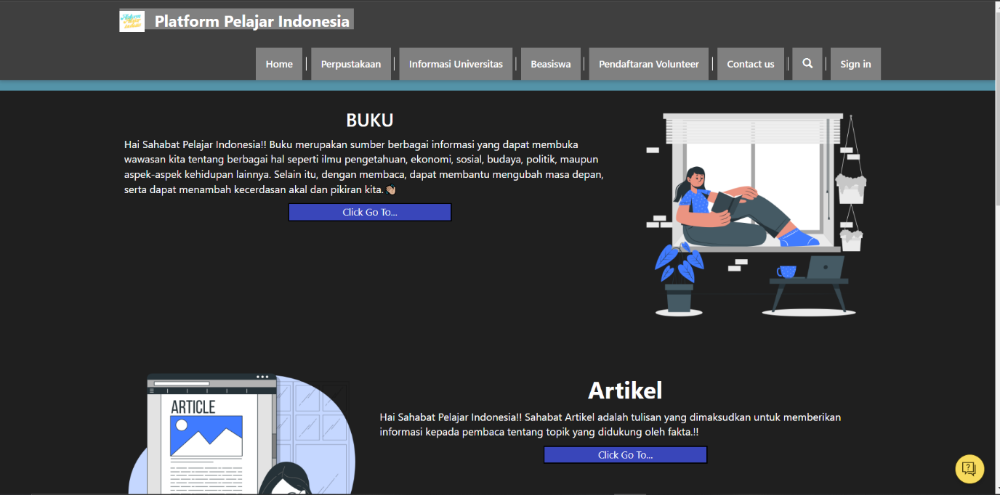 Platform Pelajar Indonesia
Home | Perpustakaan | Informasi Universitas | Beasiswa | Pendaftaran Volunteer | Contact us | | Sign in
BUKU
Hai Sahabat Pelajar Indonesia!! Buku merupakan sumber berbagai informasi yang dapat membuka
wawasan kita tentang berbagai hal seperti ilmu pengetahuan, ekonomi, sosial, budaya, politik, maupun
aspek-aspek kehidupan lainnya. Selain itu, dengan membaca, dapat membantu mengubah masa depan,
serta dapat menambah kecerdasan akal dan pikiran kita. 👋🏼
Click Go To...
ARTICLE
Artikel
Hai Sahabat Pelajar Indonesia!! Sahabat Artikel adalah tulisan yang dimaksudkan untuk memberikan
informasi kepada pembaca tentang topik yang didukung oleh fakta.!!
Click Go To...